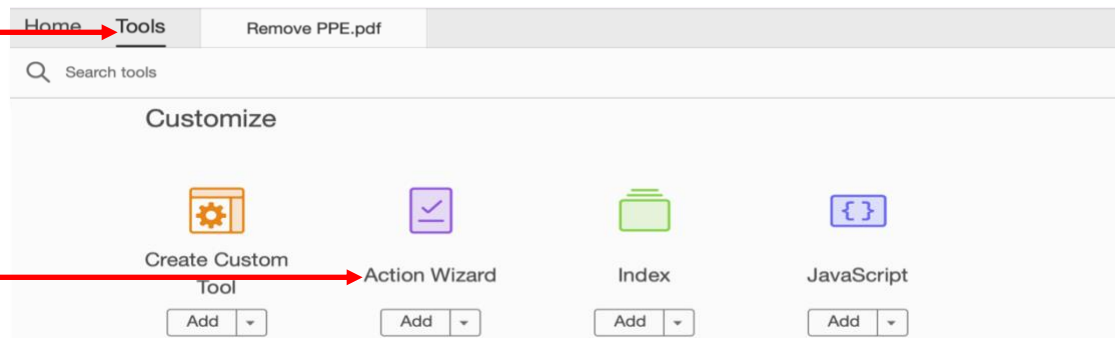 Home Tools Remove PPE.pdf
Search tools
Customize
Create Custom
Tool
Action Wizard
Index
JavaScript
Add Add Add Add